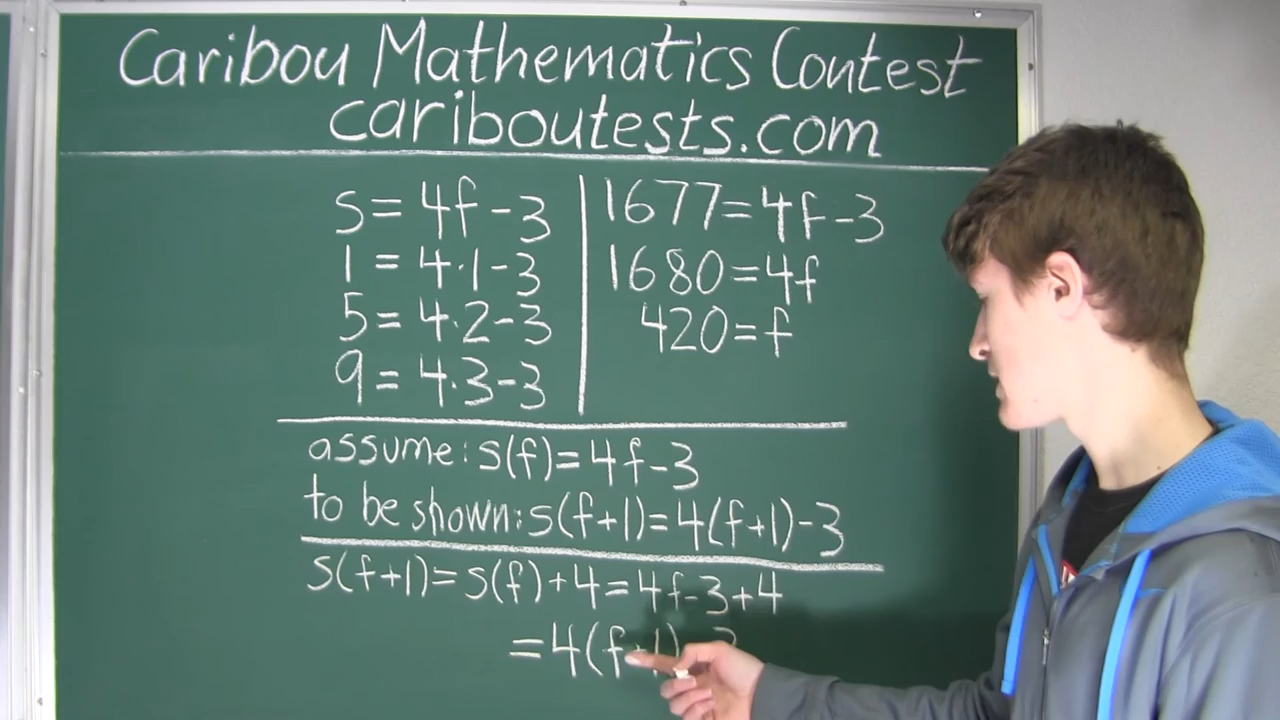 Caribou Mathematics Contest
cariboutests.com
s = 4f - 3
1 = 4·1 - 3
5 = 4·2 - 3
9 = 4·3 - 3
1677 = 4f - 3
1680 = 4f
420 = f
assume: s(f) = 4f - 3
to be shown: s(f+1) = 4(f+1) - 3
s(f+1) = s(f) + 4 = 4f - 3 + 4
= 4(f+1) - 3